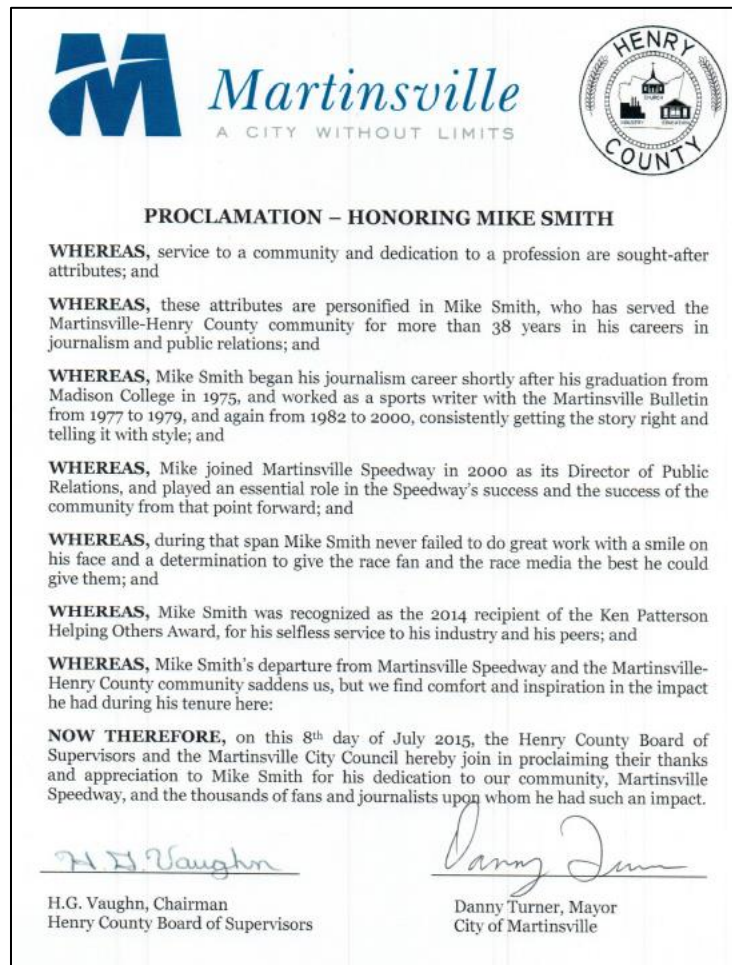 Martinsville
A CITY WITHOUT LIMITS
HENRY
CHURCH
INDUSTRY EDUCATION
COUNTY
PROCLAMATION – HONORING MIKE SMITH
WHEREAS, service to a community and dedication to a profession are sought-after
attributes; and
WHEREAS, these attributes are personified in Mike Smith, who has served the
Martinsville-Henry County community for more than 38 years in his careers in
journalism and public relations; and
WHEREAS, Mike Smith began his journalism career shortly after his graduation from
Madison College in 1975, and worked as a sports writer with the Martinsville Bulletin
from 1977 to 1979, and again from 1982 to 2000, consistently getting the story right and
telling it with style; and
WHEREAS, Mike joined Martinsville Speedway in 2000 as its Director of Public
Relations, and played an essential role in the Speedway's success and the success of the
community from that point forward; and
WHEREAS, during that span Mike Smith never failed to do great work with a smile on
his face and a determination to give the race fan and the race media the best he could
give them; and
WHEREAS, Mike Smith was recognized as the 2014 recipient of the Ken Patterson
Helping Others Award, for his selfless service to his industry and his peers; and
WHEREAS, Mike Smith's departure from Martinsville Speedway and the Martinsville-
Henry County community saddens us, but we find comfort and inspiration in the impact
he had during his tenure here:
NOW THEREFORE, on this 8th day of July 2015, the Henry County Board of
Supervisors and the Martinsville City Council hereby join in proclaiming their thanks
and appreciation to Mike Smith for his dedication to our community, Martinsville
Speedway, and the thousands of fans and journalists upon whom he had such an impact.
H. G. Vaughn
Danny Turner
H.G. Vaughn, Chairman
Henry County Board of Supervisors
Danny Turner, Mayor
City of Martinsville